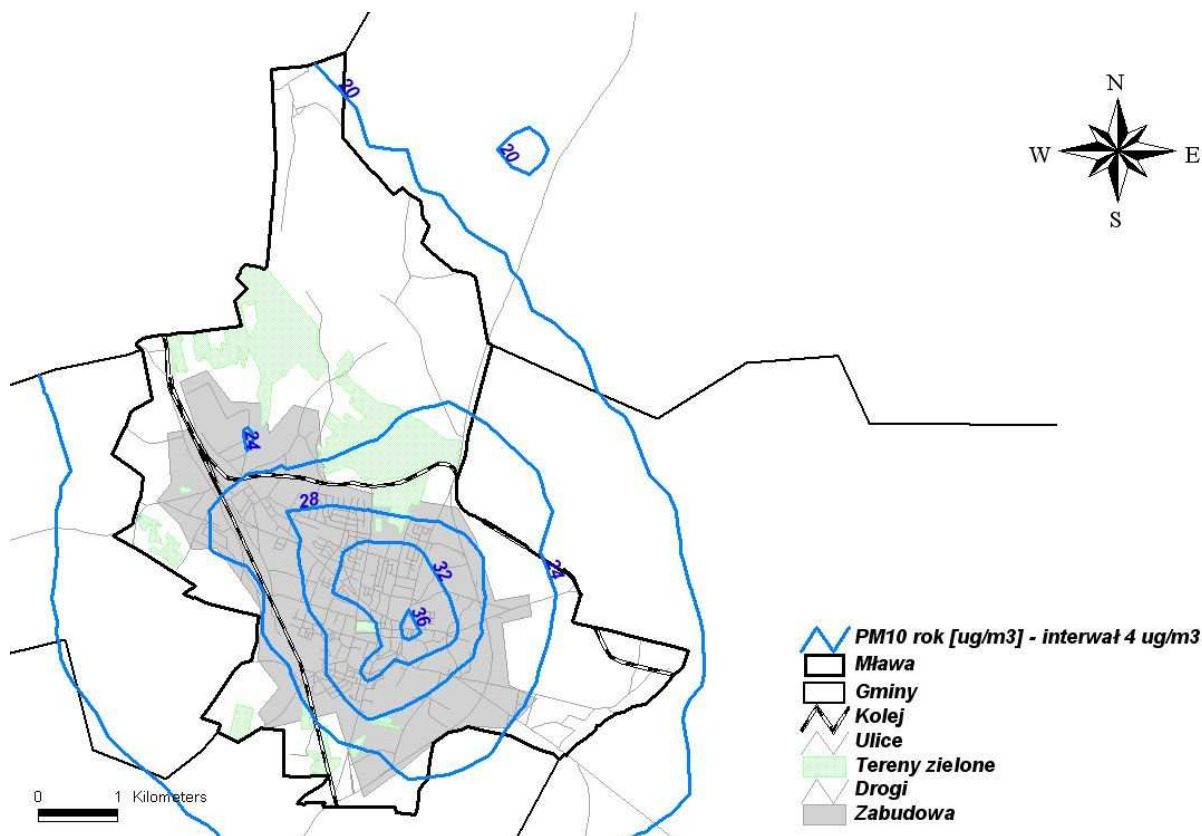 20
20
N
W E
S
24
28
32
24
36
PM10 rok [ug/m3] - interwał 4 ug/m3
Mława
Gminy
Kolej
Ulice
Tereny zielone
Drogi
Zabudowa
0 1 Kilometers